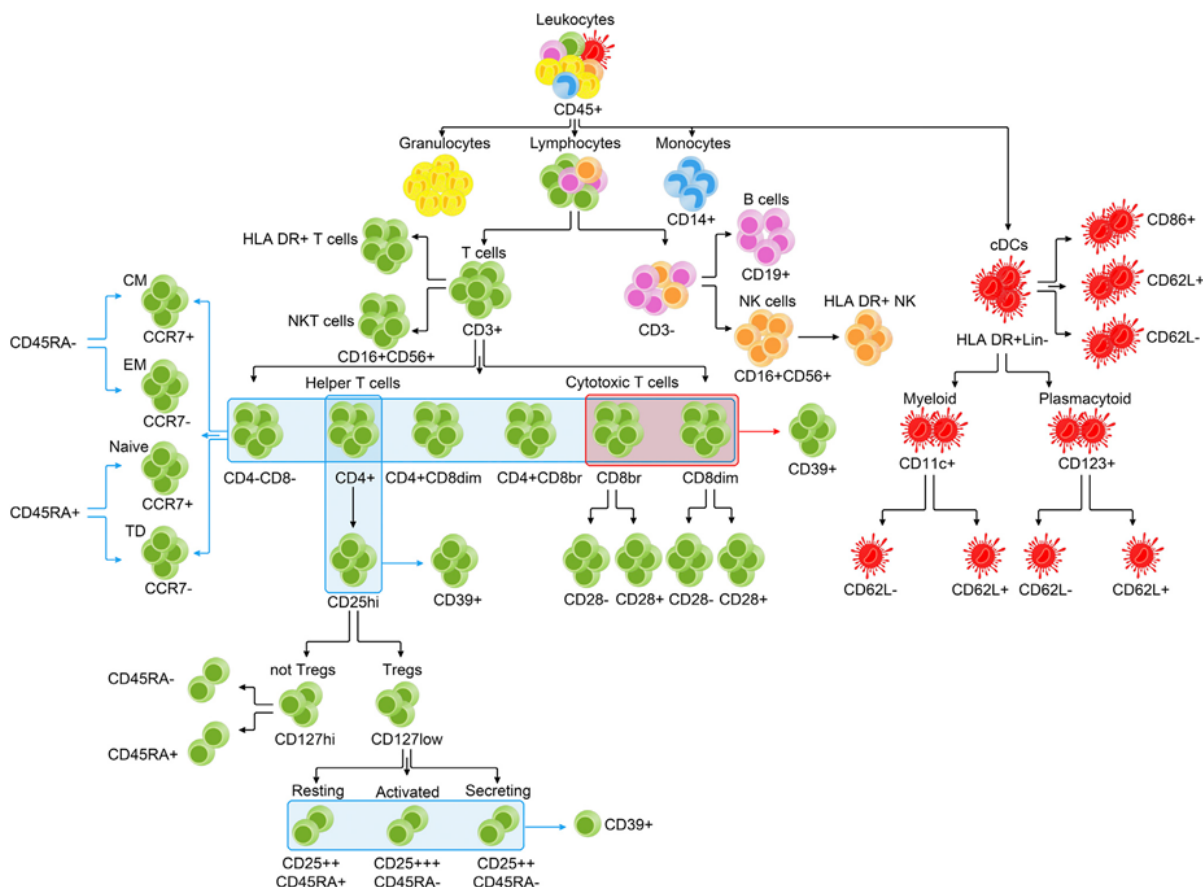 Leukocytes
CD45+
Granulocytes
Lymphocytes
Monocytes
CD14+
B cells
CD19+
CD86+
cDCs
CD62L+
CD62L-
HLA DR+Lin-
HLA DR+ T cells
T cells
CD3+
NKT cells
CD16+CD56+
CD3-
NK cells
CD16+CD56+
HLA DR+ NK
CM
CCR7+
CD45RA-
EM
CCR7-
Naive
CCR7+
CD45RA+
TD
CCR7-
Helper T cells
Cytotoxic T cells
CD4-CD8-
CD4+
CD4+CD8dim
CD4+CD8br
CD8br
CD8dim
CD39+
Myeloid
CD11c+
Plasmacytoid
CD123+
CD25hi
CD39+
CD28-
CD28+
CD28-
CD28+
CD62L-
CD62L+
CD62L-
CD62L+
not Tregs
Tregs
CD45RA-
CD45RA+
CD127hi
CD127low
Resting
Activated
Secreting
CD25++
CD45RA+
CD25+++
CD45RA-
CD25++
CD45RA-
CD39+